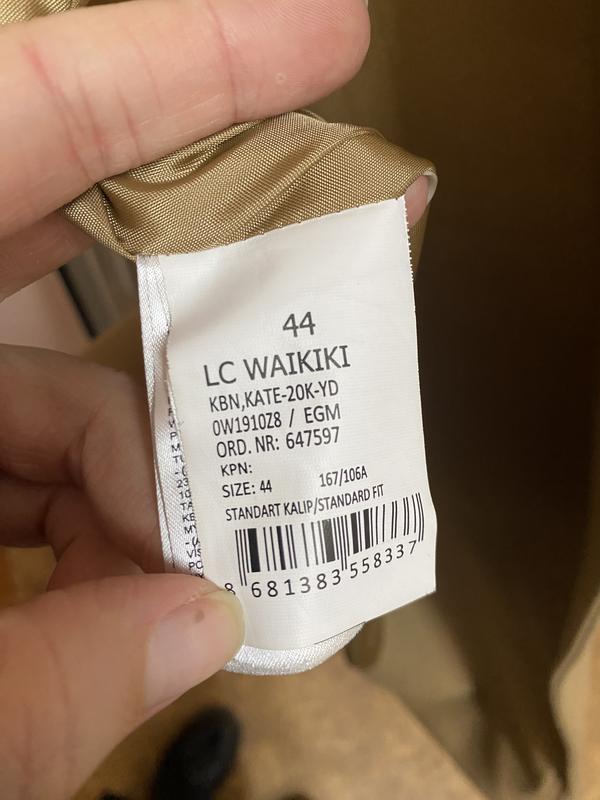 44
LC WAIKIKI
KBN,KATE-20K-YD
0W1910Z8 / EGM
ORD. NR: 647597
KPN:
SIZE: 44 167/106A
STANDART KALIP/STANDARD FIT
8 681383 558337